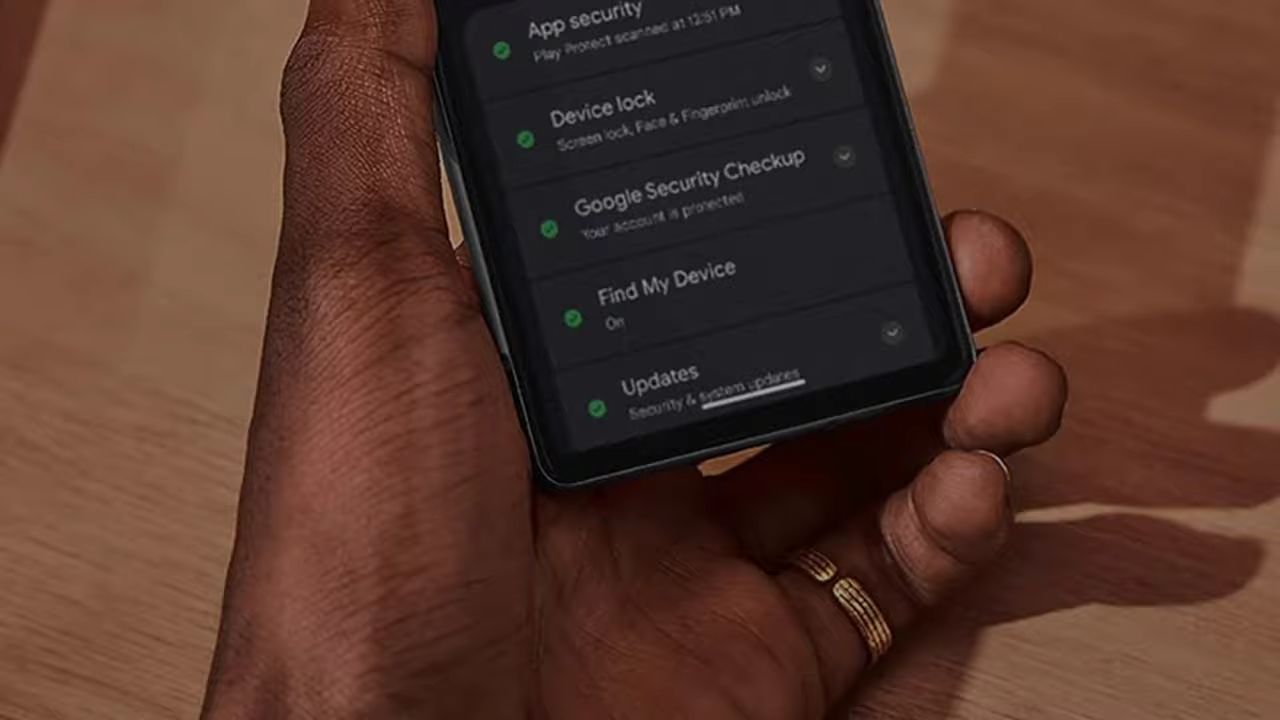 App security
Play Protect scanned at 12:51 PM
Device lock
Screen lock, Face & Fingerprint unlock
Google Security Checkup
Your account is protected
Find My Device
On
Updates
Security & system updates